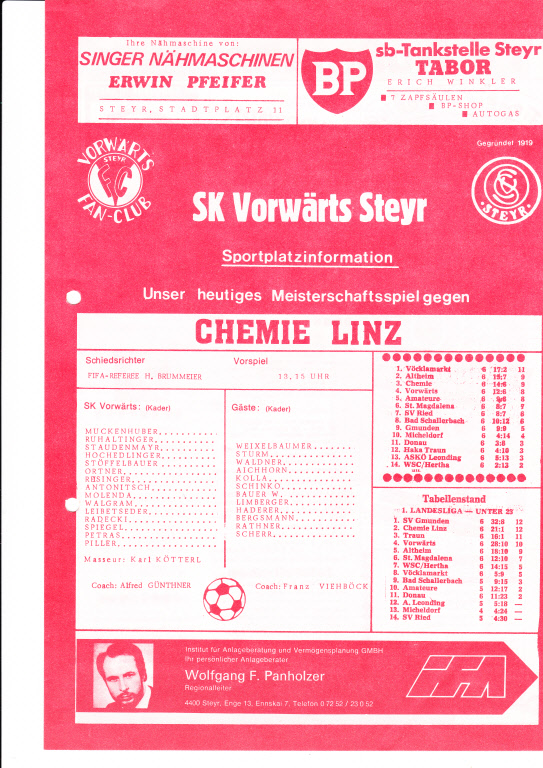 Ihre Nähmaschine von:
SINGER NÄHMASCHINEN
ERWIN PFEIFER
STEYR, STADTPLATZ 11
BP
sb-Tankstelle Steyr
TABOR
ERICH WINKLER
7 ZAPFSÄULEN
BP-SHOP
AUTOGAS
VORWÄRTS
STEYR
FC
FAN-CLUB
Gegründet 1919
STEYR
SK Vorwärts Steyr
Sportplatzinformation
Unser heutiges Meisterschaftsspiel gegen
CHEMIE LINZ
Schiedsrichter
Vorspiel
FIFA-REFEREE H. BRUMMEIER
13,15 UHR
SK Vorwärts: (Kader)
MUCKENHUBER
RUHALTINGER
STAUDENMAYR
HOCHEDLINGER
STÖFFELBAUER
ORTNER
REISINGER
ANTONITSCH
MOLENDA
WALGRAM
LEIBETSEDER
RADECKI
SPIEGEL
PETRAS
PILLER
Masseur: Karl KÖTTERL
Coach: Alfred GÜNTHNER
Gäste: (Kader)
WEIXELBAUMER
STURM
WALDNER
AICHHORN
KOLLA
SCHINKO
BAUER W.
LIMBERGER
HADERER
BERGSMANN
RATHNER
SCHERR
Coach: Franz VIEHBÖCK
1. Vöcklamarkt 6 17:2 11
2. Altheim 6 9
3. Chemie 6 14:6 9
4. Vorwärts 6 12:6 8
5. Amateure 6 8
6. St. Magdalena 6 8:7 7
7. SV Ried 6 8:7 6
8. Bad Schallerbach 6 10:12 6
9. Gmunden 6 5
10. Micheldorf 6 4:14 4
11. Donau 6 3:8 3
12. Haka Traun 6 4:10 3
13. ASKÖ Leonding 6 5:13 3
14. WSC/Hertha 6 2:13 2
Tabellenstand
1. LANDESLIGA — UNTER 23
1. SV Gmunden 6 32:8 12
2. Chemie Linz 6 21:1 12
3. Traun 6 16:1 11
4. Vorwärts 6 28:10 10
5. Altheim 6 18:10 9
6. St. Magdalena 6 12:10 7
7. WSC/Hertha 6 14:15 5
8. Vöcklamarkt 5 5:9 5
9. Bad Schallerbach 5 9:15 3
10. Amateure 5 12:17 2
11. Donau 6 11:23 2
12. A. Leonding 5 5:18 —
13. Micheldorf 4 4:24 —
14. SV Ried 5 4:30 —
Institut für Anlageberatung und Vermögensplanung GMBH
Ihr persönlicher Anlageberater
Wolfgang F. Panholzer
Regionalleiter
4400 Steyr, Enge 13, Ennskai 7, Telefon 0 72 52 / 23 0 52
IFA